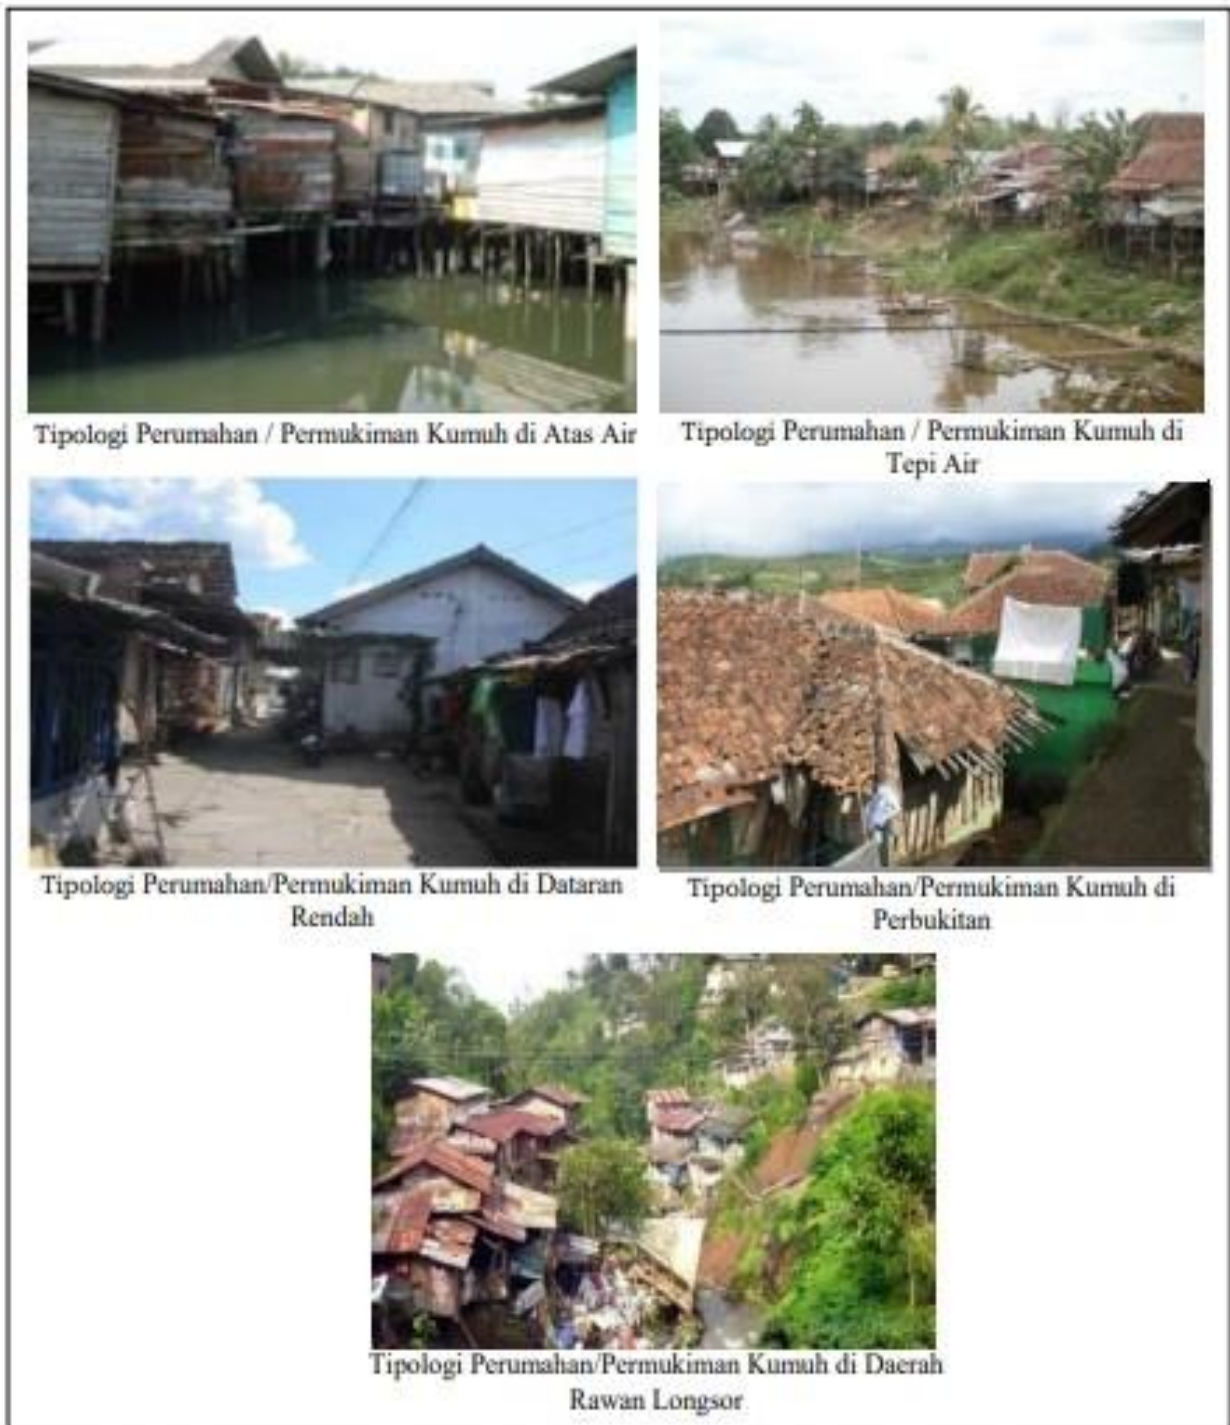 Tipologi Perumahan / Permukiman Kumuh di Atas Air
Tipologi Perumahan / Permukiman Kumuh di
Tepi Air
Tipologi Perumahan/Permukiman Kumuh di Dataran
Rendah
Tipologi Perumahan/Permukiman Kumuh di
Perbukitan
Tipologi Perumahan/Permukiman Kumuh di Daerah
Rawan Longsor